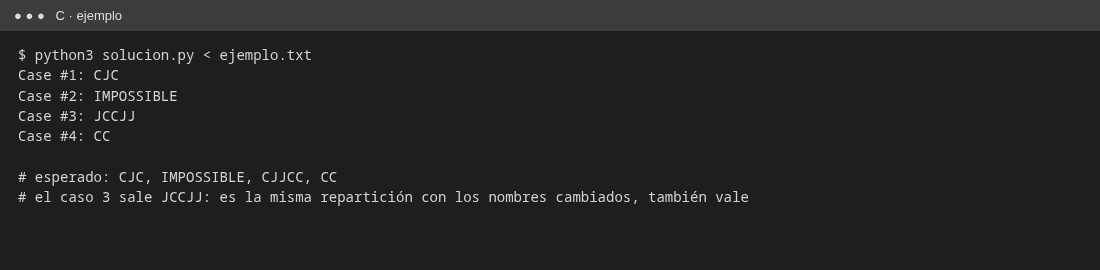 C · ejemplo
$ python3 solucion.py < ejemplo.txt
Case #1: CJC
Case #2: IMPOSSIBLE
Case #3: JCCJJ
Case #4: CC
# esperado: CJC, IMPOSSIBLE, CJJCC, CC
# el caso 3 sale JCCJJ: es la misma repartición con los nombres cambiados, también vale